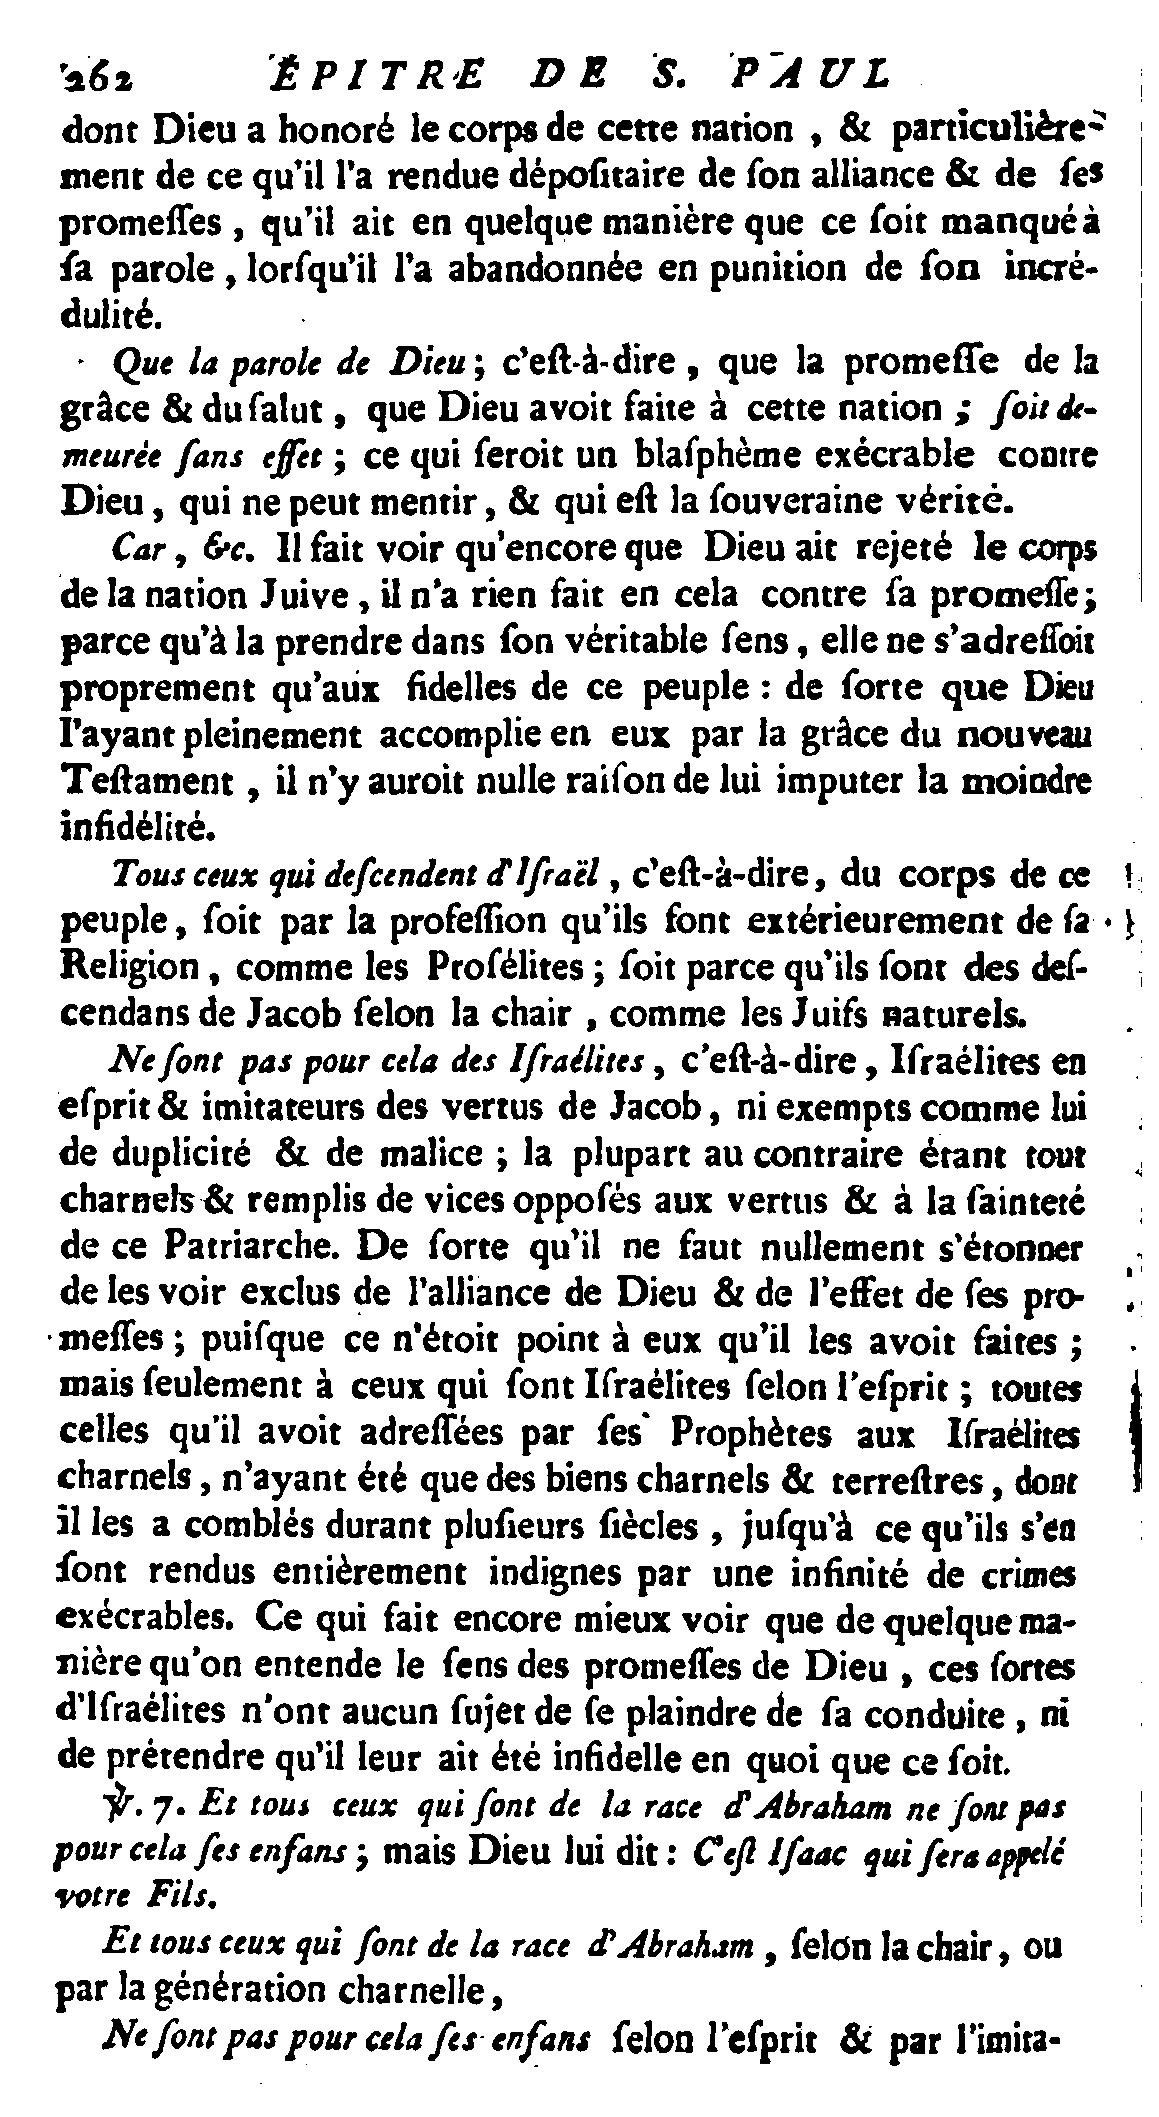 262 ÉPITRE DE S. PAUL
dont Dieu a honoré le corps de cette nation , & particulière-
ment de ce qu'il l'a rendue dépoſitaire de ſon alliance & de ſes
promeſſes , qu'il ait en quelque manière que ce ſoit manqué à
ſa parole , lorſqu'il l'a abandonnée en punition de ſon incré-
dulité.
Que la parole de Dieu ; c'eſt-à-dire , que la promeſſe de la
grâce & du ſalut , que Dieu avoit faite à cette nation ; ſoit de-
meurée ſans effet ; ce qui ſeroit un blaſphème exécrable contre
Dieu , qui ne peut mentir , & qui eſt la ſouveraine vérité.
Car , &c. Il fait voir qu'encore que Dieu ait rejeté le corps
de la nation Juive , il n'a rien fait en cela contre ſa promeſſe ;
parce qu'à la prendre dans ſon véritable ſens , elle ne s'adreſſoit
proprement qu'aux fidelles de ce peuple : de ſorte que Dieu
l'ayant pleinement accomplie en eux par la grâce du nouveau
Teſtament , il n'y auroit nulle raiſon de lui imputer la moindre
infidélité.
Tous ceux qui deſcendent d'Iſraël , c'eſt-à-dire , du corps de ce
peuple , ſoit par la profeſſion qu'ils font extérieurement de ſa
Religion , comme les Proſélites ; ſoit parce qu'ils ſont des deſ-
cendans de Jacob ſelon la chair , comme les Juifs naturels.
Ne ſont pas pour cela des Iſraélites , c'eſt-à-dire , Iſraélites en
eſprit & imitateurs des vertus de Jacob , ni exempts comme lui
de duplicité & de malice ; la plupart au contraire étant tout
charnels & remplis de vices oppoſés aux vertus & à la ſainteté
de ce Patriarche. De ſorte qu'il ne faut nullement s'étonner
de les voir exclus de l'alliance de Dieu & de l'effet de ſes pro-
meſſes ; puiſque ce n'étoit point à eux qu'il les avoit faites ;
mais ſeulement à ceux qui ſont Iſraélites ſelon l'eſprit ; toutes
celles qu'il avoit adreſſées par ſes Prophètes aux Iſraélites
charnels , n'ayant été que des biens charnels & terreſtres , dont
il les a comblés durant pluſieurs ſiècles , juſqu'à ce qu'ils s'en
ſont rendus entièrement indignes par une infinité de crimes
exécrables. Ce qui fait encore mieux voir que de quelque ma-
nière qu'on entende le ſens des promeſſes de Dieu , ces ſortes
d'Iſraélites n'ont aucun ſujet de ſe plaindre de ſa conduite , ni
de prétendre qu'il leur ait été infidelle en quoi que ce ſoit.
℣. 7. Et tous ceux qui ſont de la race d'Abraham ne ſont pas
pour cela ſes enfans ; mais Dieu lui dit : C'eſt Iſaac qui ſera appelé
votre Fils.
Et tous ceux qui ſont de la race d'Abraham , ſelon la chair , ou
par la génération charnelle ,
Ne ſont pas pour cela ſes enfans ſelon l'eſprit & par l'imita-